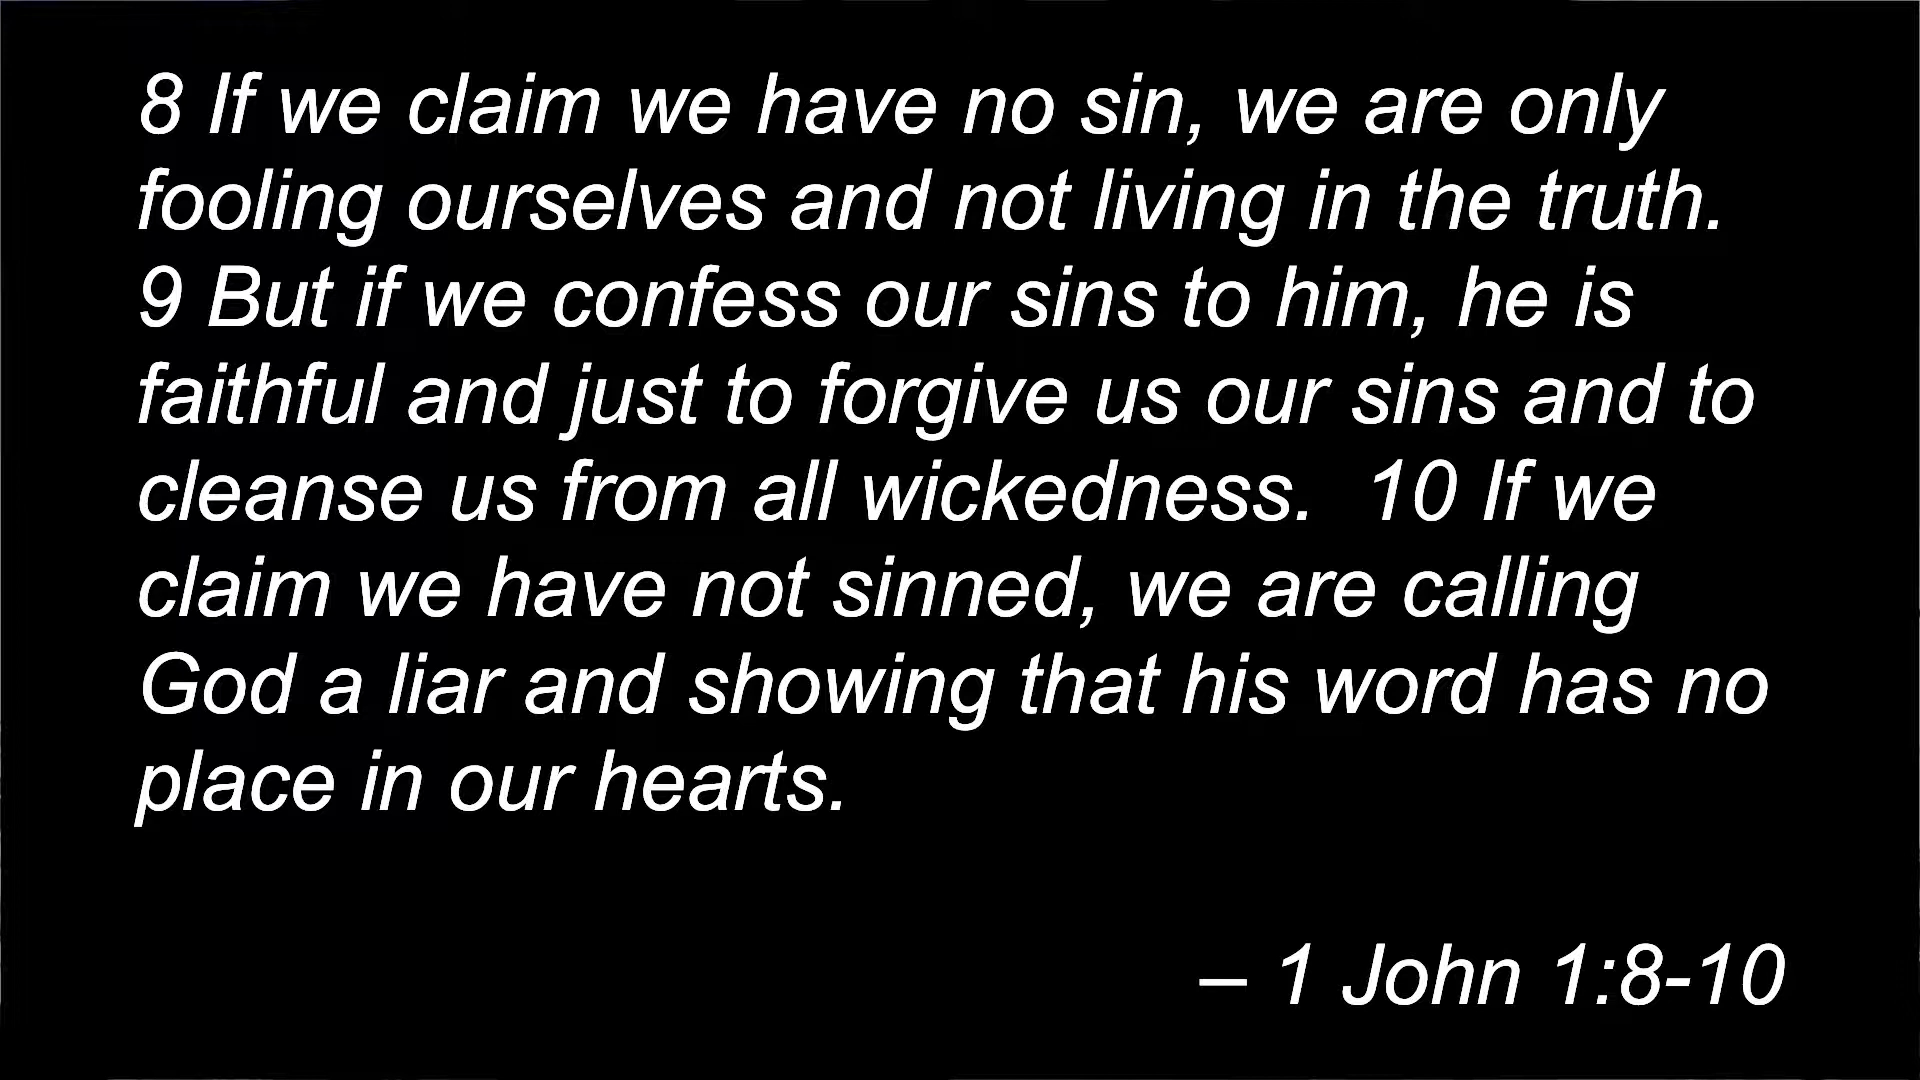 8 If we claim we have no sin, we are only
fooling ourselves and not living in the truth.
9 But if we confess our sins to him, he is
faithful and just to forgive us our sins and to
cleanse us from all wickedness.  10 If we
claim we have not sinned, we are calling
God a liar and showing that his word has no
place in our hearts.
– 1 John 1:8-10